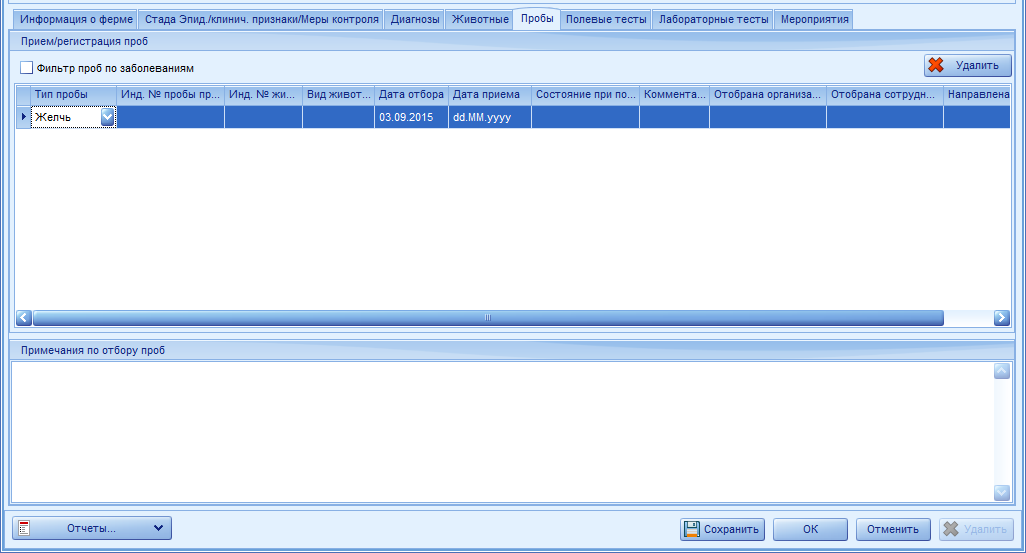 Информация о ферме Стада Эпид./клинич. признаки/Меры контроля Диагнозы Животные Пробы Полевые тесты Лабораторные тесты Мероприятия
Прием/регистрация проб
Фильтр проб по заболеваниям Удалить
Тип пробы Инд. № пробы пр... Инд. № жи... Вид живот... Дата отбора Дата приема Состояние при по... Коммента... Отобрана организа... Отобрана сотрудн... Направлена
Желчь 03.09.2015 dd.MM.yyyy
Примечания по отбору проб
Отчеты... Сохранить ОК Отменить Удалить